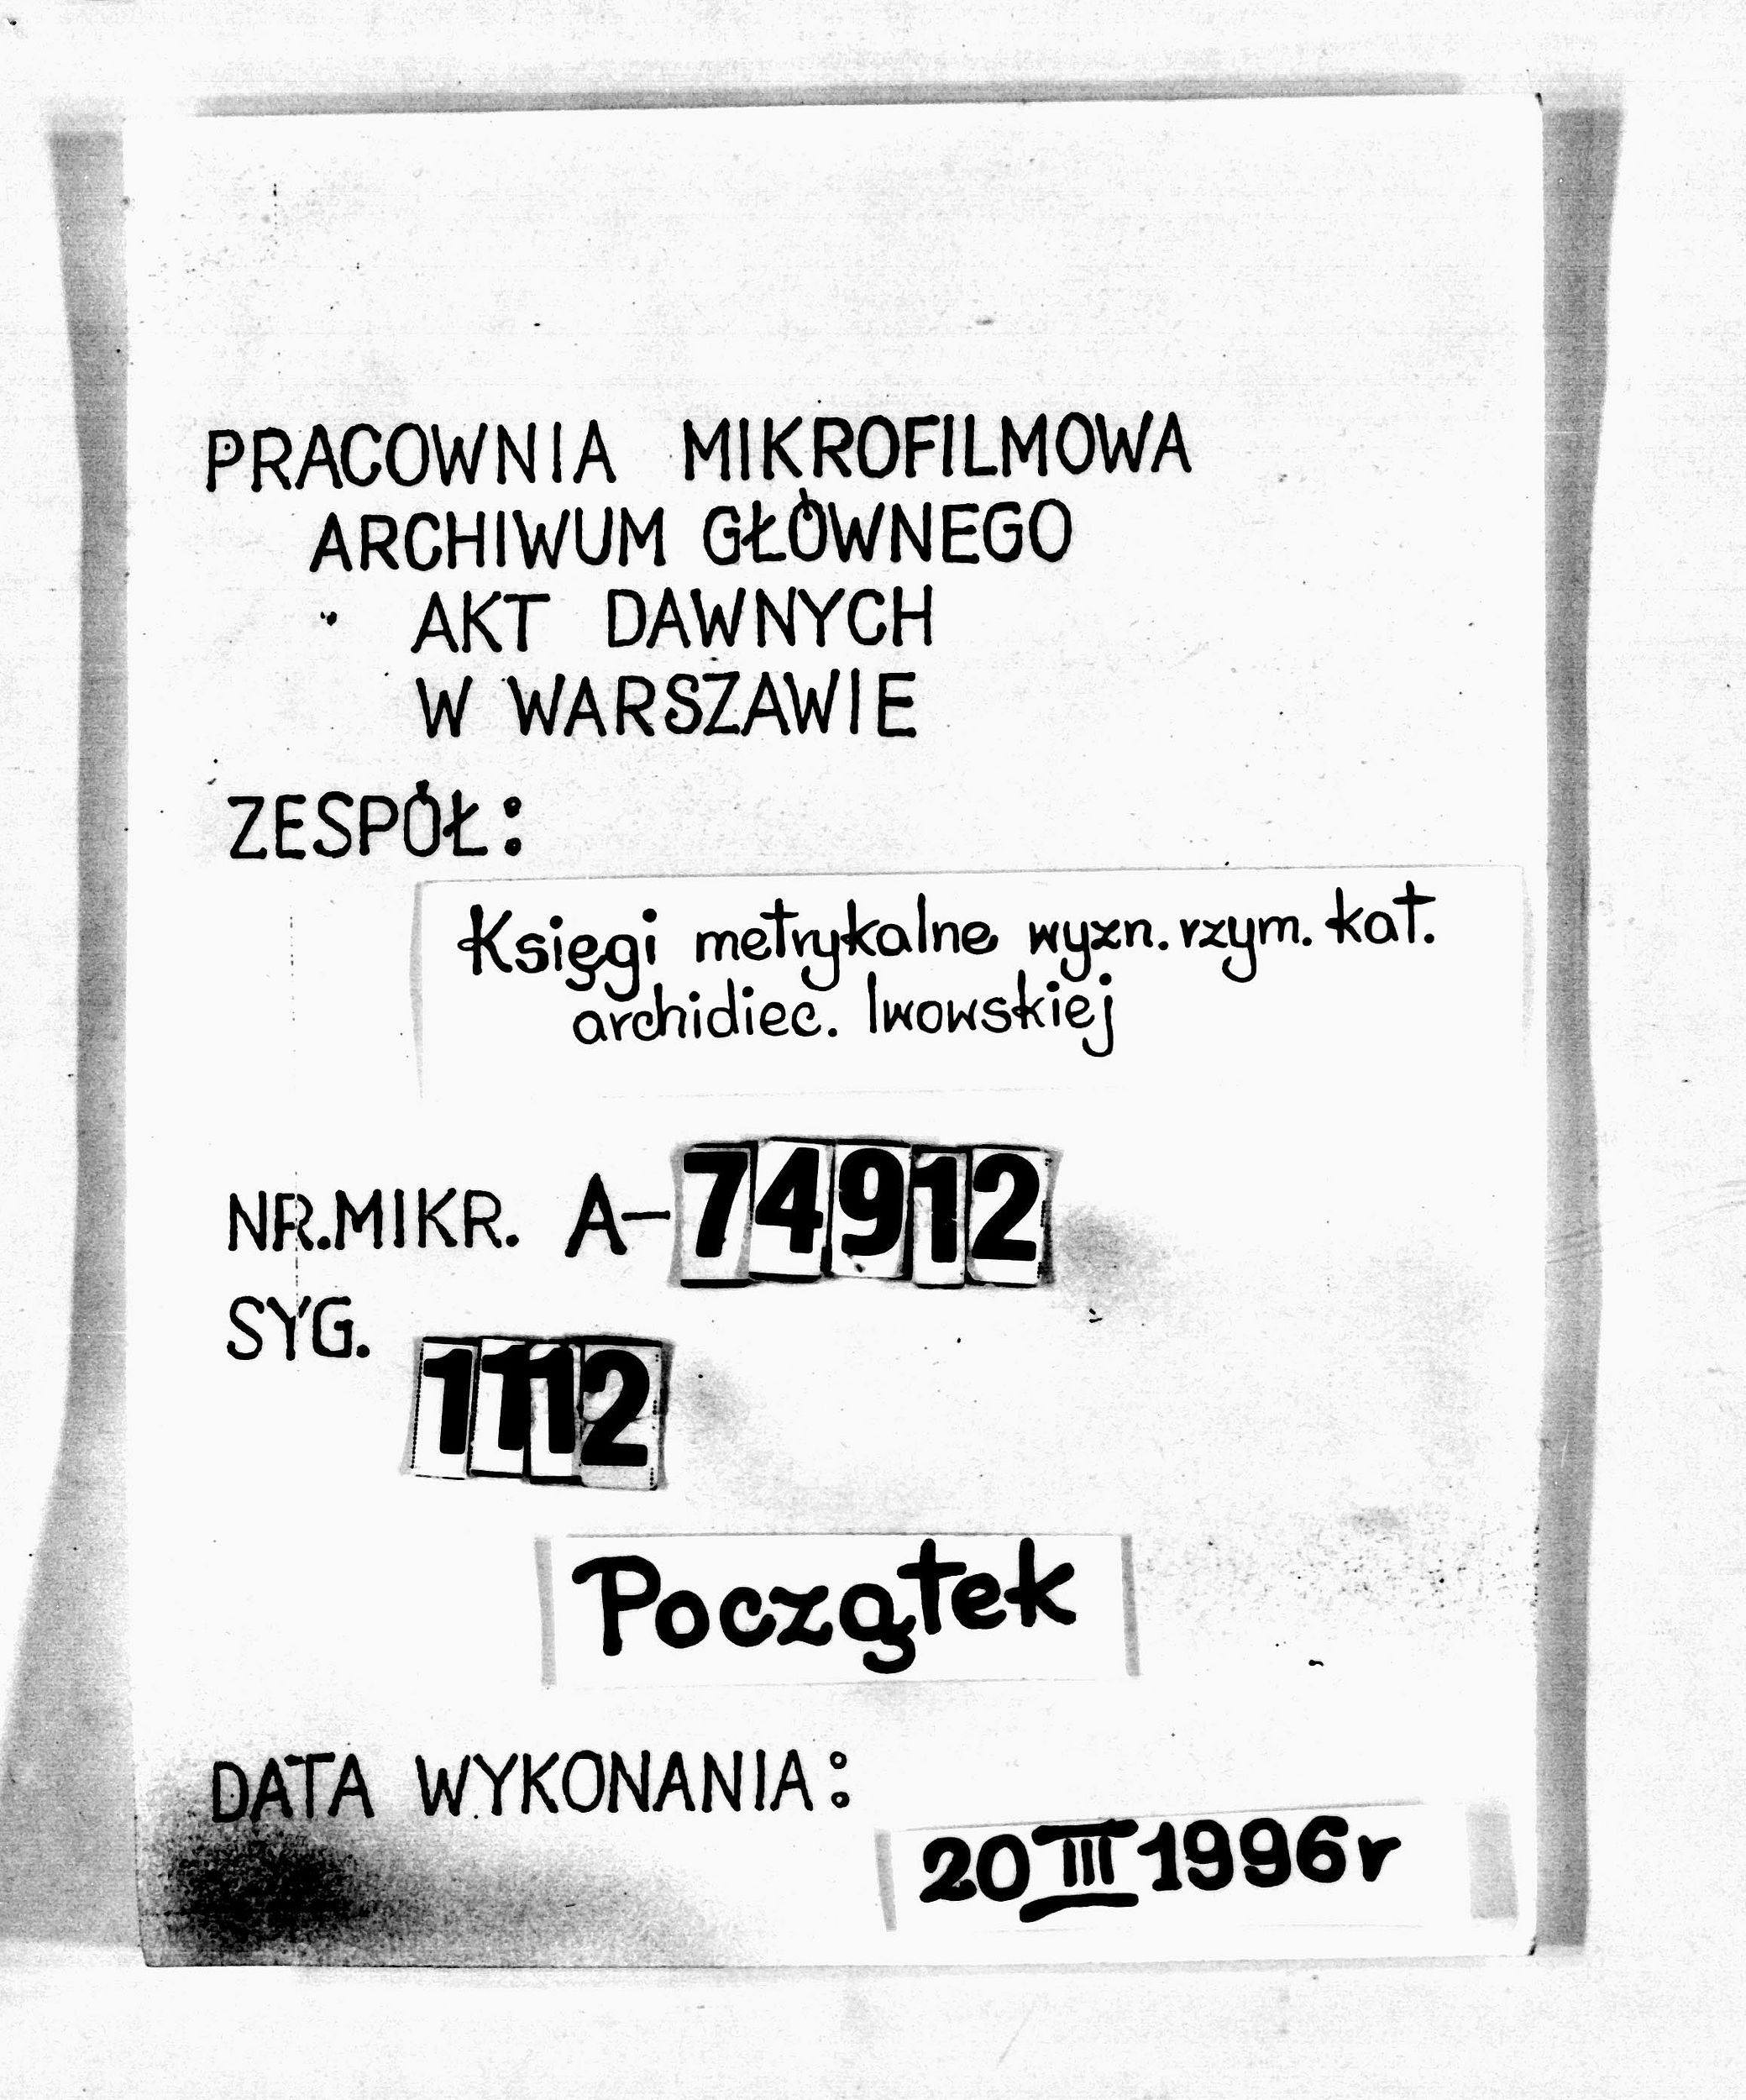 PRACOWNIA MIKROFILMOWA
ARCHIWUM GŁÓWNEGO
AKT DAWNYCH
W WARSZAWIE
ZESPÓŁ:
Księgi metrykalne wyzn. rzym. kat.
archidiec. lwowskiej
NR.MIKR. A-74912
SYG.
1112
Początek
DATA WYKONANIA:
20 III 1996r